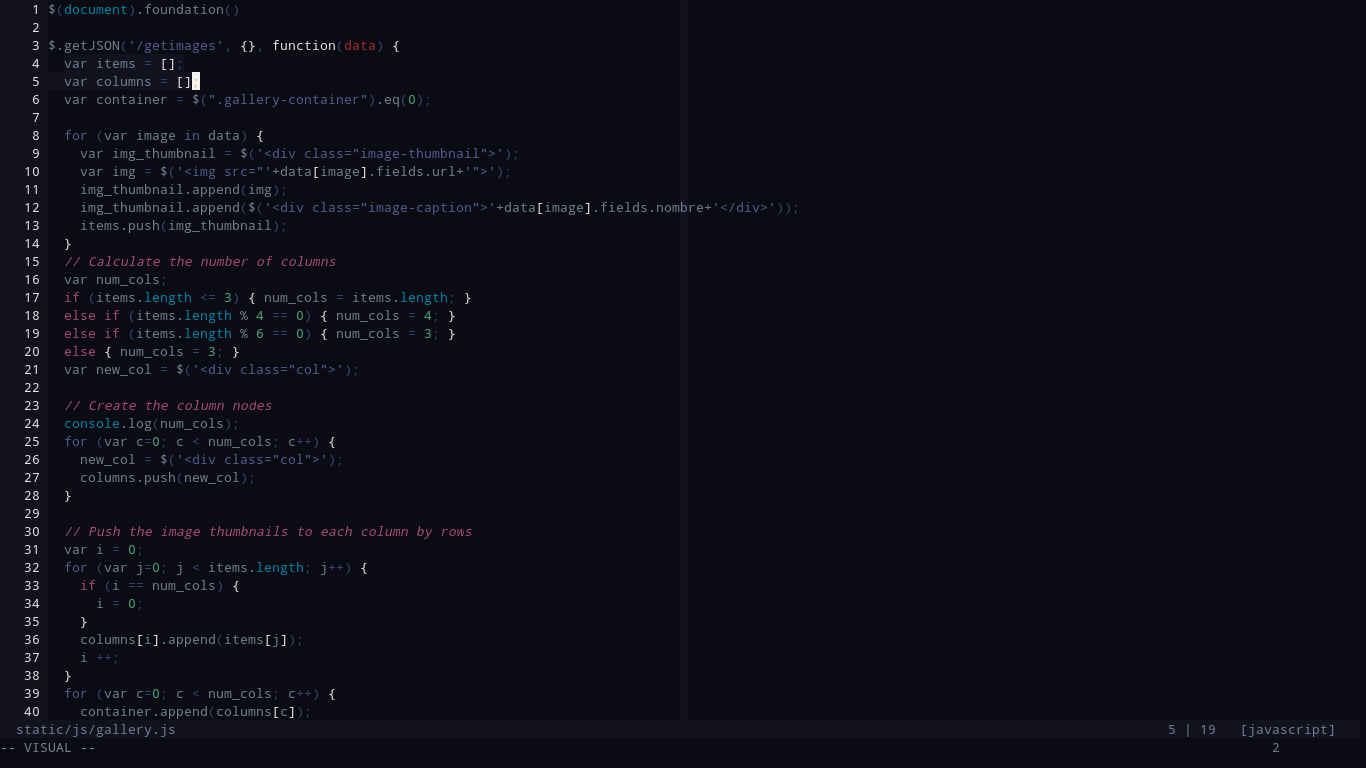 1 $(document).foundation()
2
3 $.getJSON('/getimages', {}, function(data) {
4   var items = [];
5   var columns = [];
6   var container = $(".gallery-container").eq(0);
7
8   for (var image in data) {
9     var img_thumbnail = $('<div class="image-thumbnail">');
10     var img = $('<img src="'+data[image].fields.url+'">');
11     img_thumbnail.append(img);
12     img_thumbnail.append($('<div class="image-caption">'+data[image].fields.nombre+'</div>'));
13     items.push(img_thumbnail);
14   }
15   // Calculate the number of columns
16   var num_cols;
17   if (items.length <= 3) { num_cols = items.length; }
18   else if (items.length % 4 == 0) { num_cols = 4; }
19   else if (items.length % 6 == 0) { num_cols = 3; }
20   else { num_cols = 3; }
21   var new_col = $('<div class="col">');
22
23   // Create the column nodes
24   console.log(num_cols);
25   for (var c=0; c < num_cols; c++) {
26     new_col = $('<div class="col">');
27     columns.push(new_col);
28   }
29
30   // Push the image thumbnails to each column by rows
31   var i = 0;
32   for (var j=0; j < items.length; j++) {
33     if (i == num_cols) {
34       i = 0;
35     }
36     columns[i].append(items[j]);
37     i ++;
38   }
39   for (var c=0; c < num_cols; c++) {
40     container.append(columns[c]);
static/js/gallery.js 5 | 19 [javascript]
-- VISUAL -- 2